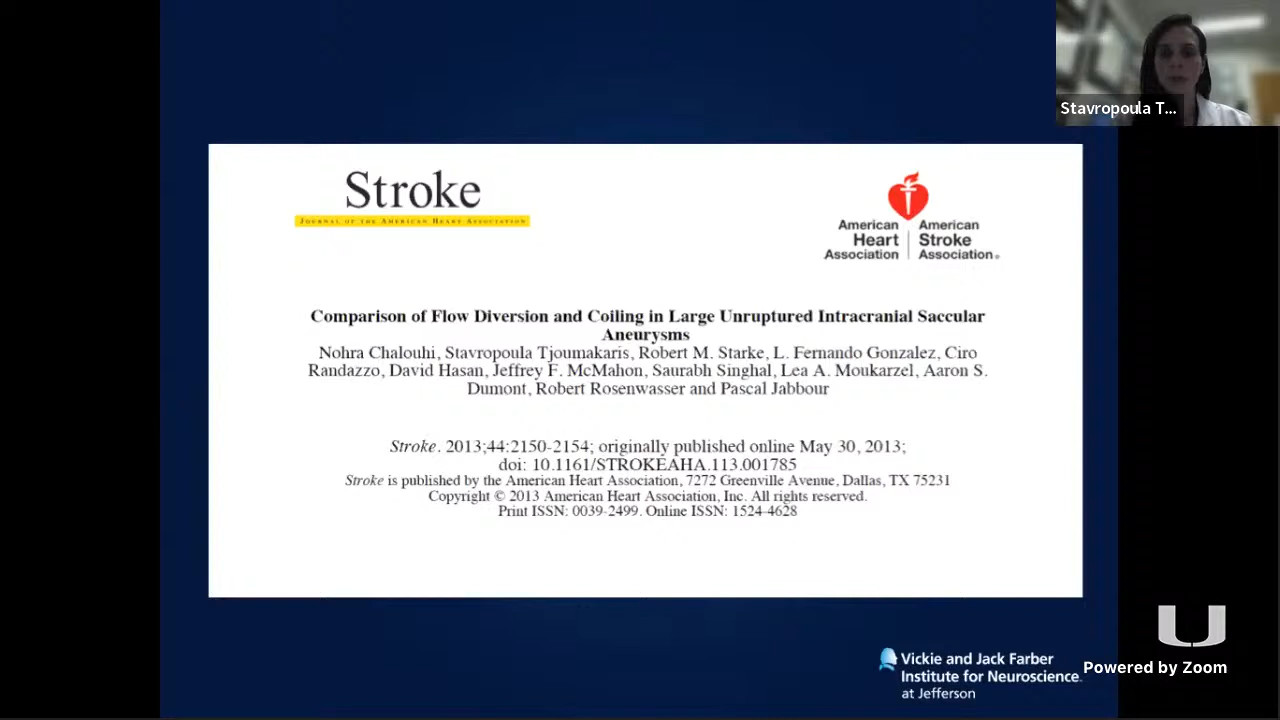 Stavropoula T...
Stroke
JOURNAL OF THE AMERICAN HEART ASSOCIATION
American
Heart
Association
American
Stroke
Association®
Comparison of Flow Diversion and Coiling in Large Unruptured Intracranial Saccular
Aneurysms
Nohra Chalouhi, Stavropoula Tjoumakaris, Robert M. Starke, L. Fernando Gonzalez, Ciro
Randazzo, David Hasan, Jeffrey F. McMahon, Saurabh Singhal, Lea A. Moukarzel, Aaron S.
Dumont, Robert Rosenwasser and Pascal Jabbour
Stroke. 2013;44:2150-2154; originally published online May 30, 2013;
doi: 10.1161/STROKEAHA.113.001785
Stroke is published by the American Heart Association, 7272 Greenville Avenue, Dallas, TX 75231
Copyright © 2013 American Heart Association, Inc. All rights reserved.
Print ISSN: 0039-2499. Online ISSN: 1524-4628
Vickie and Jack Farber
Institute for Neuroscience
at Jefferson
U
Powered by Zoom